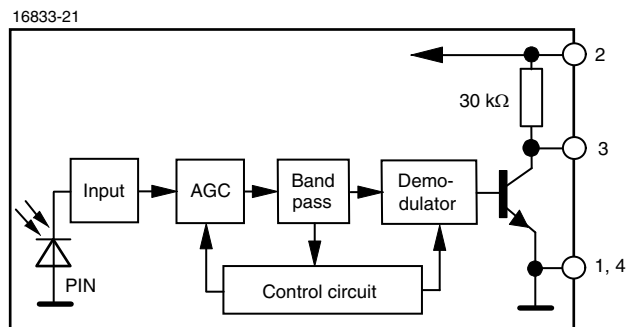 16833-21
2
30 kΩ
3
Input
AGC
Band
pass
Demo-
dulator
1, 4
PIN
Control circuit